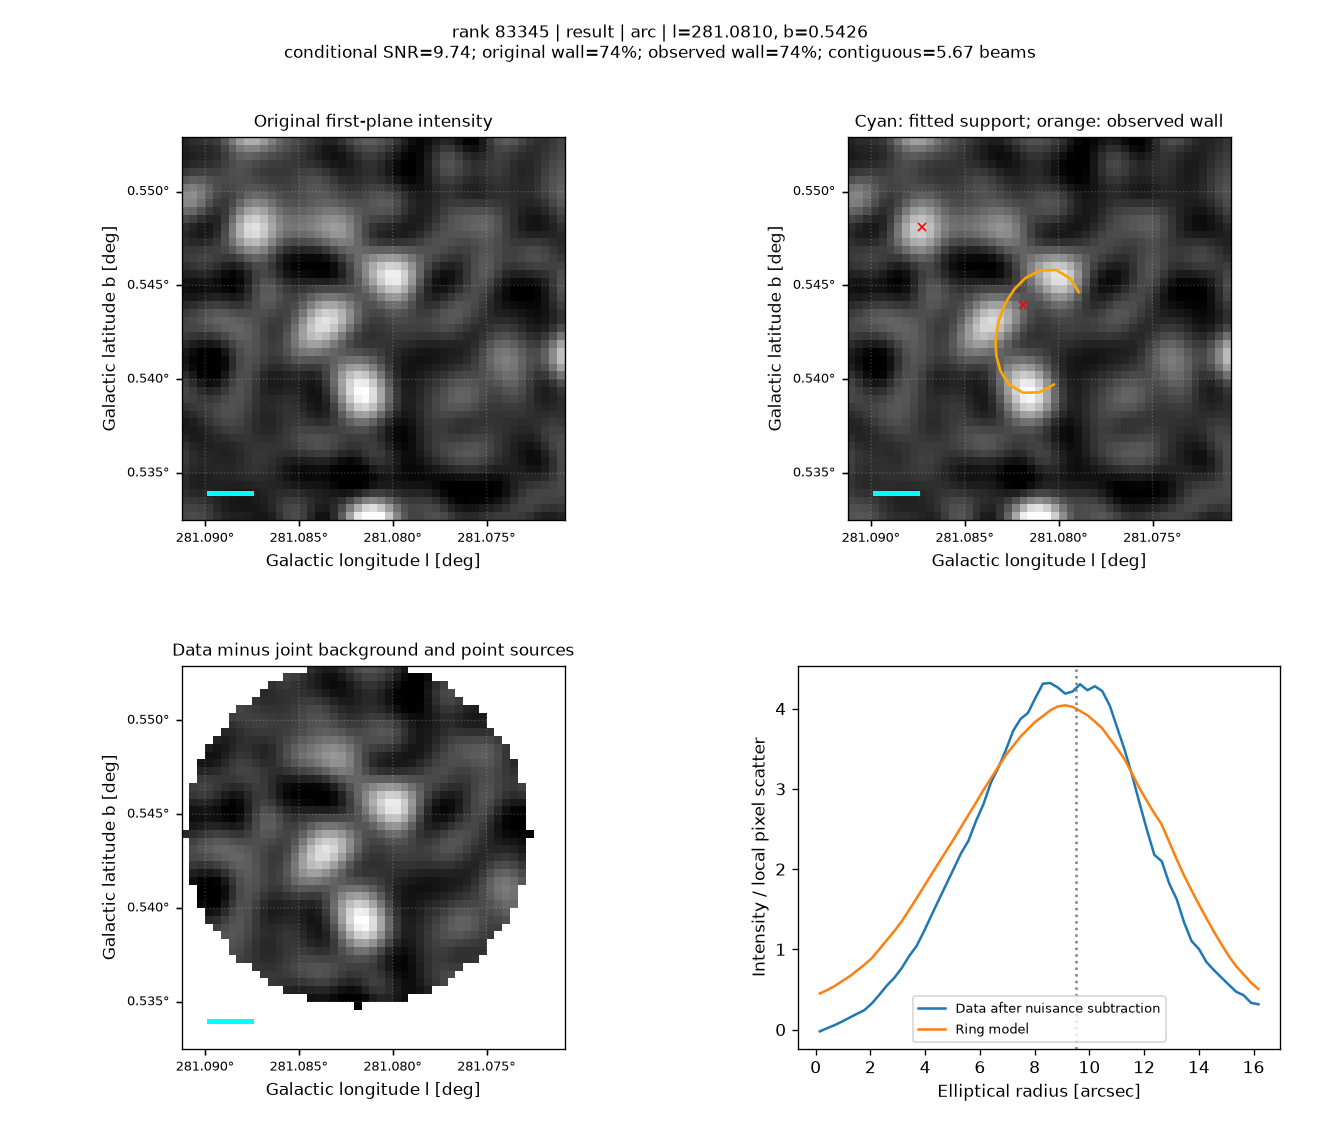 rank 83345 | result | arc | l=281.0810, b=0.5426
conditional SNR=9.74; original wall=74%; observed wall=74%; contiguous=5.67 beams
Original first-plane intensity
0.550°
0.545°
0.540°
0.535°
Galactic latitude b [deg]
281.090°
281.085°
281.080°
281.075°
Galactic longitude l [deg]
Cyan: fitted support; orange: observed wall
0.550°
0.545°
0.540°
0.535°
Galactic latitude b [deg]
281.090°
281.085°
281.080°
281.075°
Galactic longitude l [deg]
Data minus joint background and point sources
0.550°
0.545°
0.540°
0.535°
Galactic latitude b [deg]
281.090°
281.085°
281.080°
281.075°
Galactic longitude l [deg]
4
3
2
1
0
Intensity / local pixel scatter
Data after nuisance subtraction
Ring model
0
2
4
6
8
10
12
14
16
Elliptical radius [arcsec]